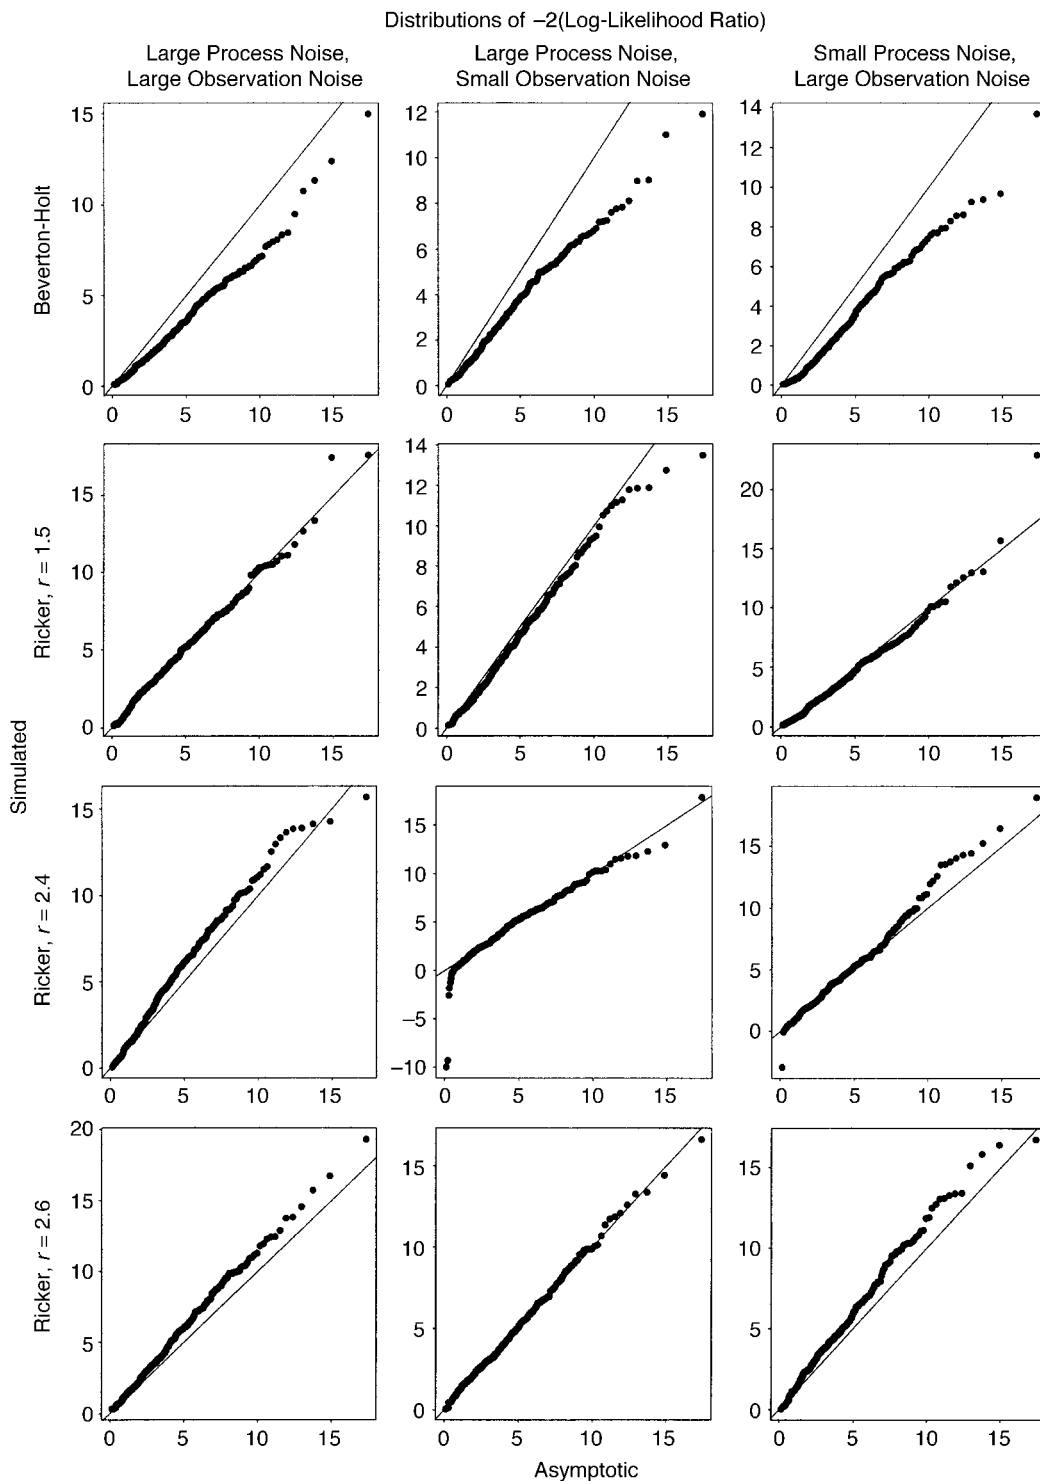 Distributions of –2(Log-Likelihood Ratio)
Large Process Noise,
Large Observation Noise
Large Process Noise,
Small Observation Noise
Small Process Noise,
Large Observation Noise
Simulated
Beverton-Holt
15
10
5
0
0 5 10 15
12
10
8
6
4
2
0
0 5 10 15
14
12
10
8
6
4
2
0
0 5 10 15
Ricker, r = 1.5
15
10
5
0
0 5 10 15
14
12
10
8
6
4
2
0
0 5 10 15
20
15
10
5
0
0 5 10 15
Ricker, r = 2.4
15
10
5
0
0 5 10 15
15
10
5
0
–5
–10
0 5 10 15
15
10
5
0
0 5 10 15
Ricker, r = 2.6
20
15
10
5
0
0 5 10 15
15
10
5
0
0 5 10 15
15
10
5
0
0 5 10 15
Asymptotic